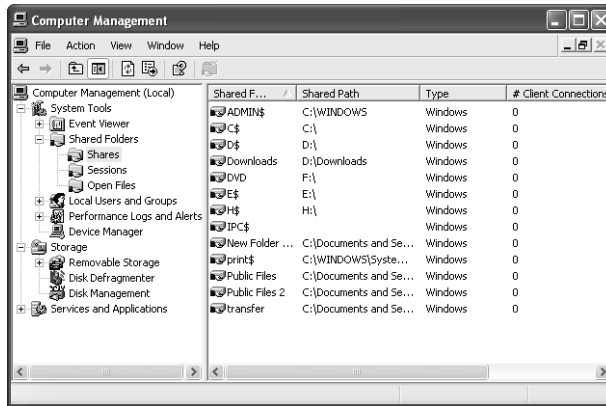 Computer Management
File Action View Window Help
Computer Management (Local)
System Tools
Event Viewer
Shared Folders
Shares
Sessions
Open Files
Local Users and Groups
Performance Logs and Alerts
Device Manager
Storage
Removable Storage
Disk Defragmenter
Disk Management
Services and Applications
Shared F... Shared Path Type # Client Connections
ADMIN$ C:\WINDOWS Windows 0
C$ C:\ Windows 0
D$ D:\ Windows 0
Downloads D:\Downloads Windows 0
DVD F:\ Windows 0
E$ E:\ Windows 0
H$ H:\ Windows 0
IPC$ Windows 0
New Folder ... C:\Documents and Se... Windows 0
print$ C:\WINDOWS\Syste... Windows 0
Public Files C:\Documents and Se... Windows 0
Public Files 2 C:\Documents and Se... Windows 0
transfer C:\Documents and Se... Windows 0